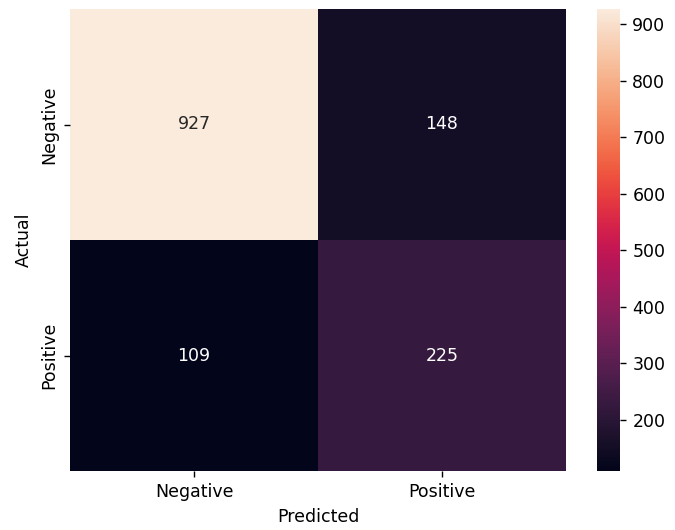 Actual
Negative
Positive
927
148
109
225
Negative
Positive
Predicted
900
800
700
600
500
400
300
200